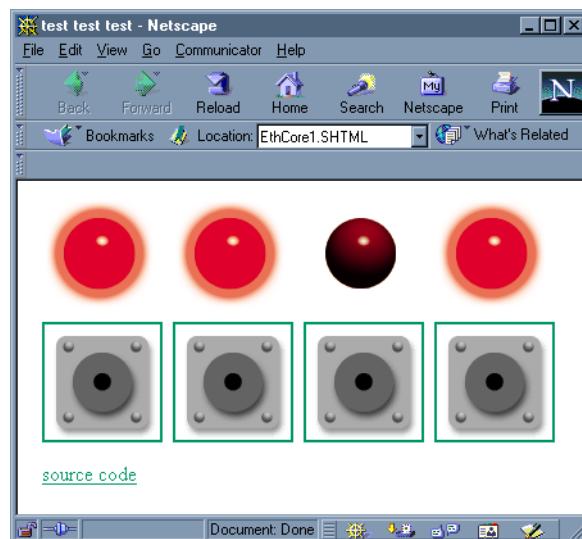 test test test - Netscape
File Edit View Go Communicator Help
My N
Back Forward Reload Home Search Netscape Print
Bookmarks Location: EthCore1.SHTML What's Related
source code
Document: Done